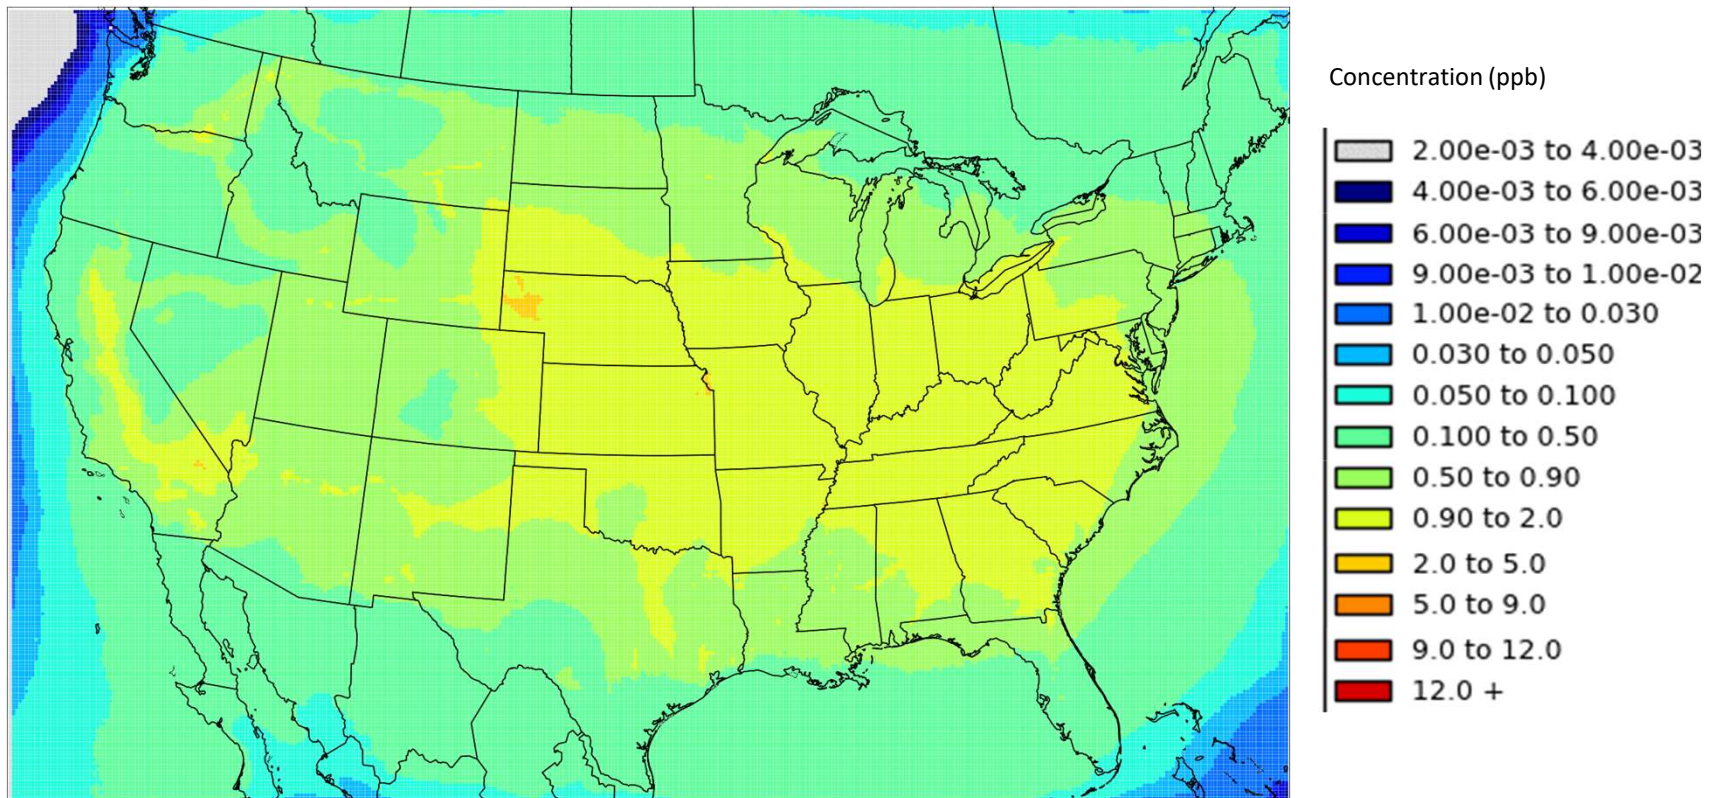 Concentration (ppb)
2.00e-03 to 4.00e-03
4.00e-03 to 6.00e-03
6.00e-03 to 9.00e-03
9.00e-03 to 1.00e-02
1.00e-02 to 0.030
0.030 to 0.050
0.050 to 0.100
0.100 to 0.50
0.50 to 0.90
0.90 to 2.0
2.0 to 5.0
5.0 to 9.0
9.0 to 12.0
12.0 +